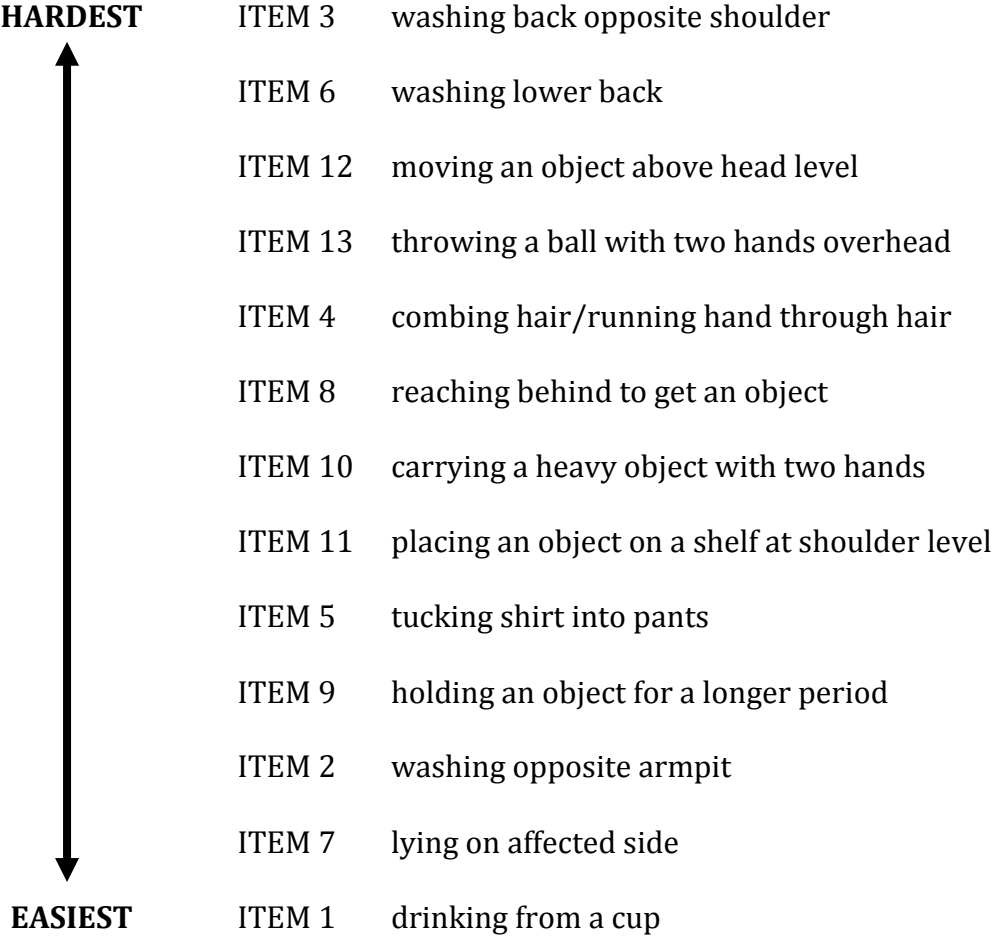 HARDEST ITEM 3 washing back opposite shoulder
ITEM 6 washing lower back
ITEM 12 moving an object above head level
ITEM 13 throwing a ball with two hands overhead
ITEM 4 combing hair/running hand through hair
ITEM 8 reaching behind to get an object
ITEM 10 carrying a heavy object with two hands
ITEM 11 placing an object on a shelf at shoulder level
ITEM 5 tucking shirt into pants
ITEM 9 holding an object for a longer period
ITEM 2 washing opposite armpit
ITEM 7 lying on affected side
EASIEST ITEM 1 drinking from a cup